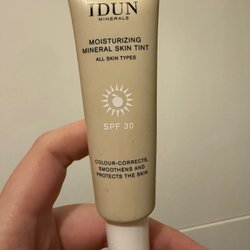 IDUN
MINERALS
MOISTURIZING
MINERAL SKIN TINT
ALL SKIN TYPES
SPF 30
COLOUR-CORRECTS,
SMOOTHENS AND
PROTECTS THE SKIN